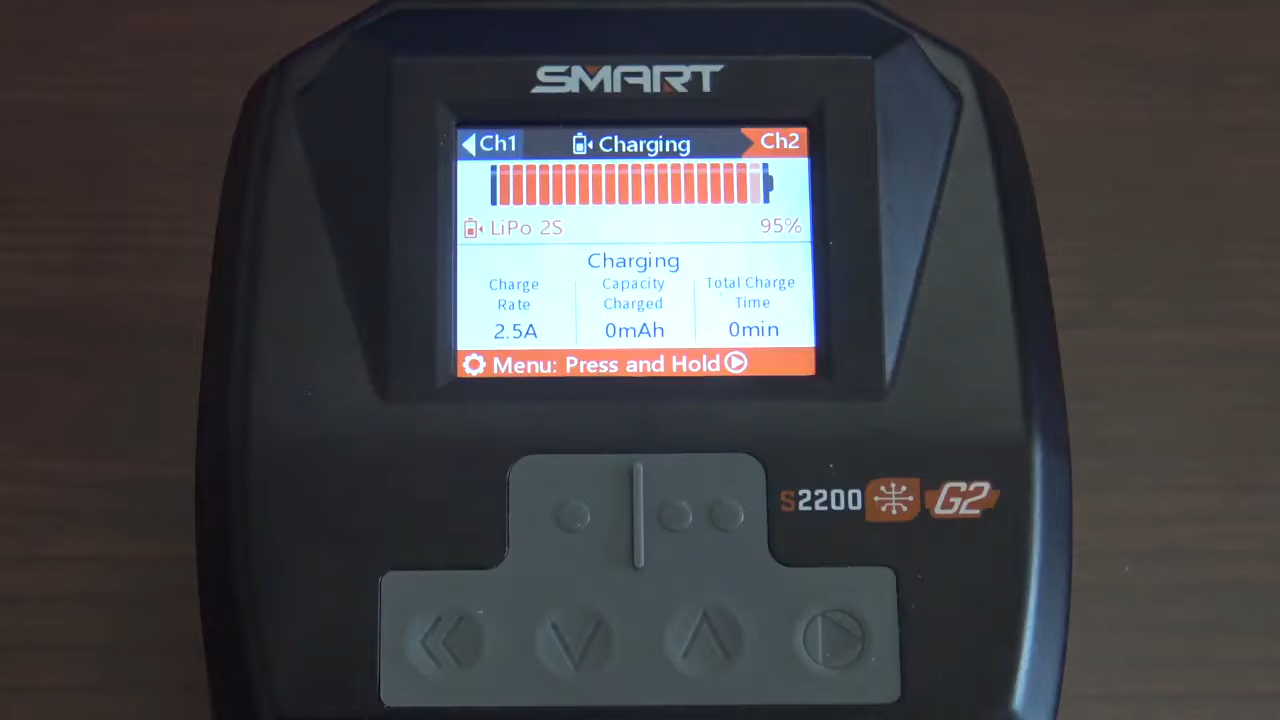 SMART
Ch1 Charging Ch2
LiPo 2S 95%
Charging
Charge Rate
2.5A
Capacity Charged
0mAh
Total Charge Time
0min
Menu: Press and Hold
S2200 G2